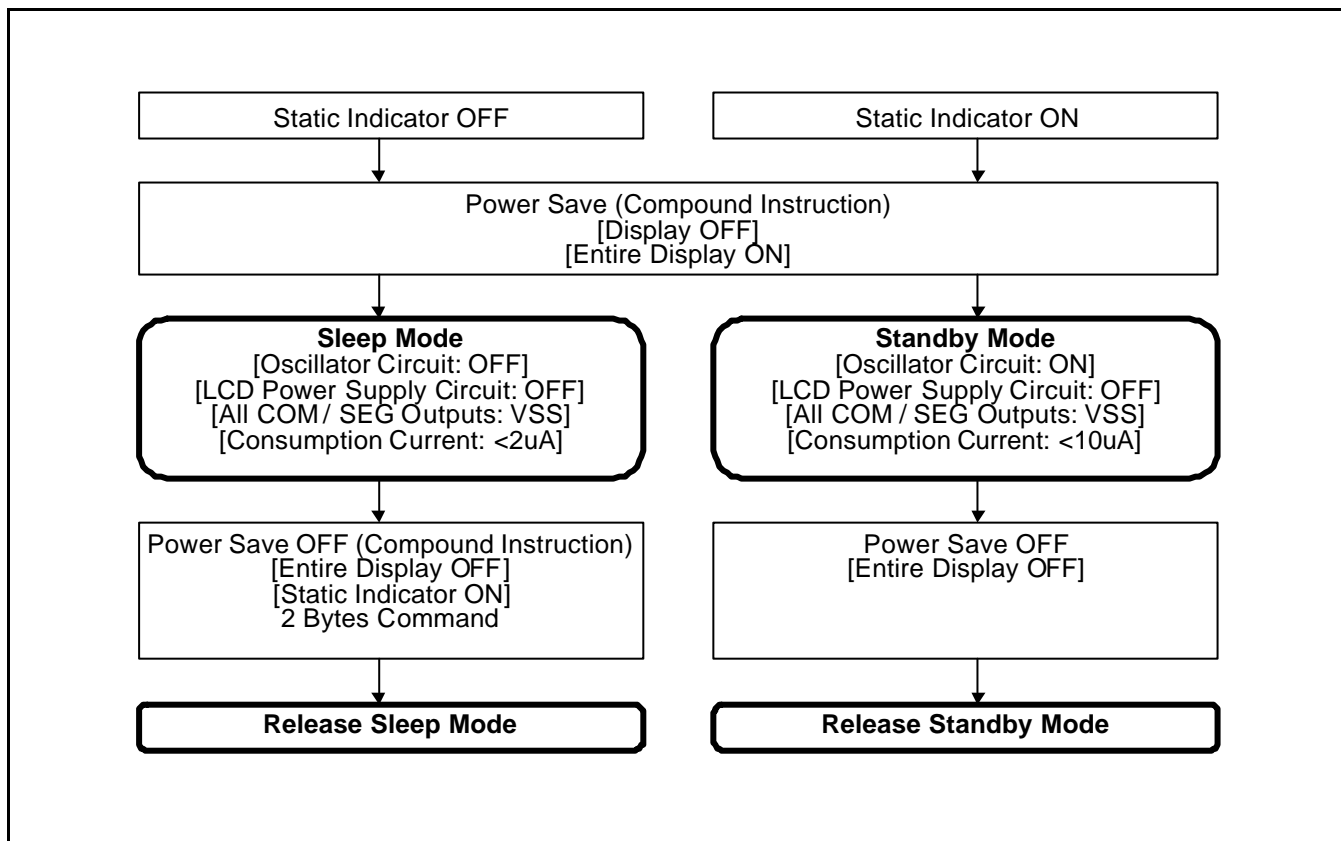 Static Indicator OFF
Static Indicator ON
Power Save (Compound Instruction)
[Display OFF]
[Entire Display ON]
Sleep Mode
[Oscillator Circuit: OFF]
[LCD Power Supply Circuit: OFF]
[All COM / SEG Outputs: VSS]
[Consumption Current: <2uA]
Standby Mode
[Oscillator Circuit: ON]
[LCD Power Supply Circuit: OFF]
[All COM / SEG Outputs: VSS]
[Consumption Current: <10uA]
Power Save OFF (Compound Instruction)
[Entire Display OFF]
[Static Indicator ON]
2 Bytes Command
Power Save OFF
[Entire Display OFF]
Release Sleep Mode
Release Standby Mode